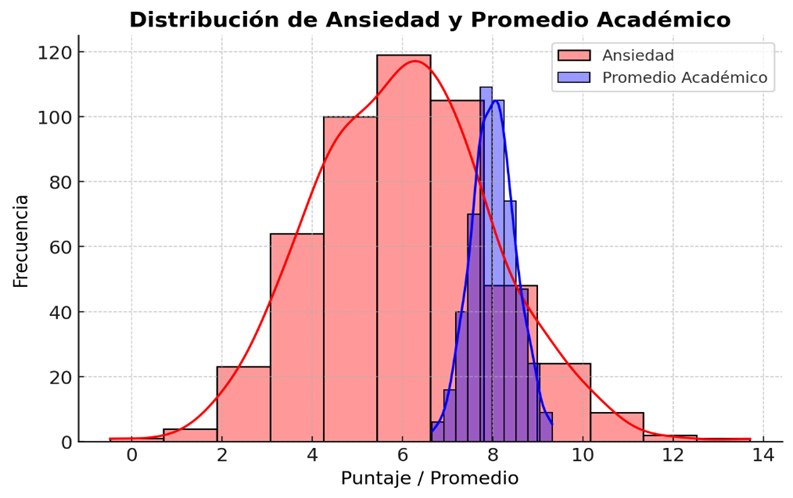 Distribución de Ansiedad y Promedio Académico
Ansiedad
Promedio Académico
Frecuencia
120
100
80
60
40
20
0
0 2 4 6 8 10 12 14
Puntaje / Promedio